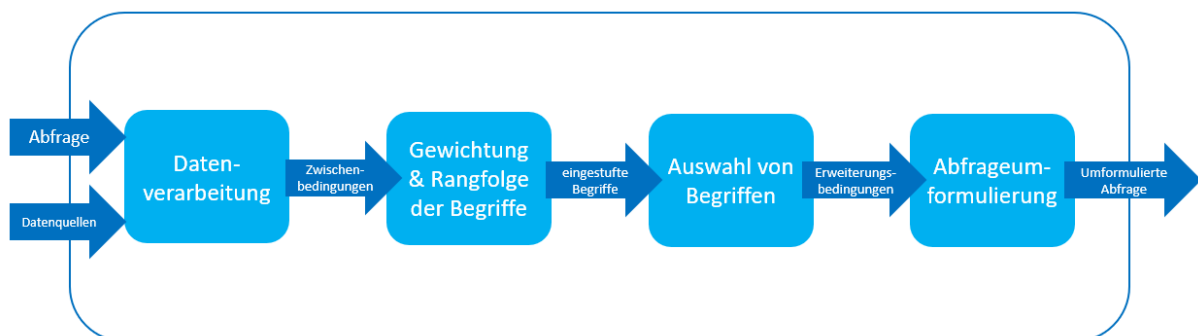 Abfrage
Datenquellen
Daten-
verarbeitung
Zwischen-
bedingungen
Gewichtung
& Rangfolge
der Begriffe
eingestufte
Begriffe
Auswahl von
Begriffen
Erweiterungs-
bedingungen
Abfrageum-
formulierung
Umformulierte
Abfrage